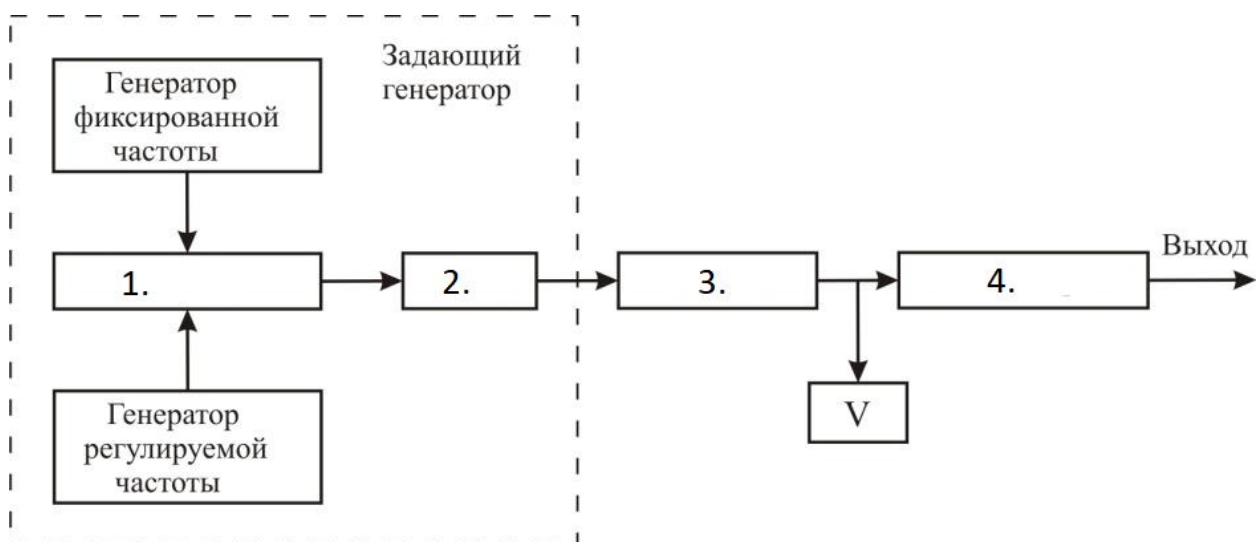 Задающий
генератор
Генератор
фиксированной
частоты
1.
2.
3.
4.
Выход
Генератор
регулируемой
частоты
V